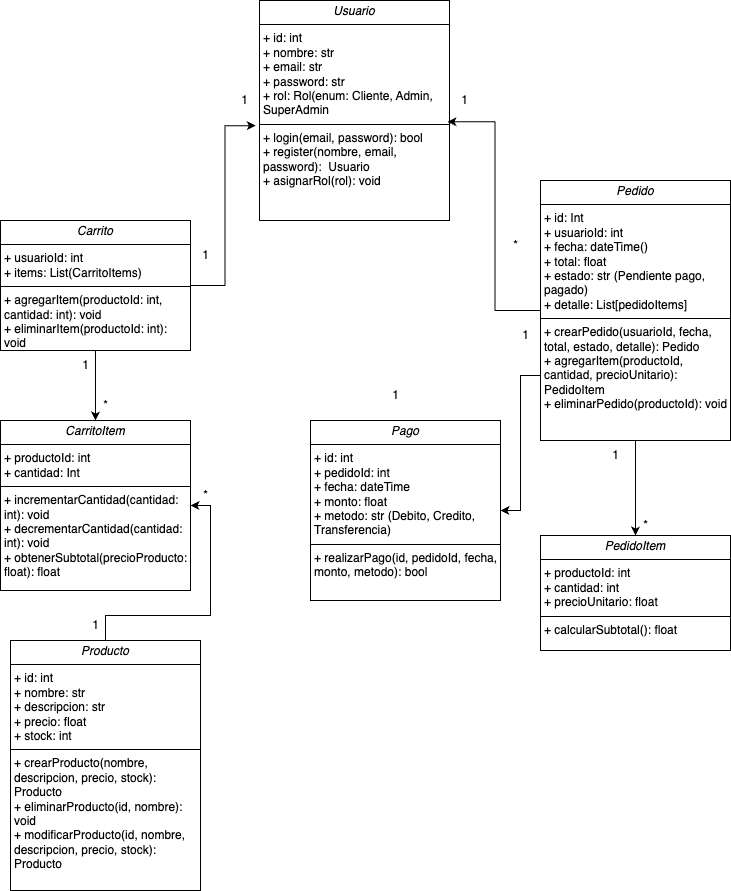 Usuario
+ id: int
+ nombre: str
+ email: str
+ password: str
+ rol: Rol(enum: Cliente, Admin,
SuperAdmin
+ login(email, password): bool
+ register(nombre, email,
password):  Usuario
+ asignarRol(rol): void
1
1
Pedido
+ id: Int
+ usuarioId: int
+ fecha: dateTime()
+ total: float
+ estado: str (Pendiente pago,
pagado)
+ detalle: List[pedidoItems]
+ crearPedido(usuarioId, fecha,
total, estado, detalle): Pedido
+ agregarItem(productoId,
cantidad, precioUnitario):
PedidoItem
+ eliminarPedido(productoId): void
*
1
Carrito
+ usuarioId: int
+ items: List(CarritoItems)
+ agregarItem(productoId: int,
cantidad: int): void
+ eliminarItem(productoId: int):
void
1
1
*
CarritoItem
+ productoId: int
+ cantidad: Int
+ incrementarCantidad(cantidad:
int): void
+ decrementarCantidad(cantidad:
int): void
+ obtenerSubtotal(precioProducto:
float): float
*
1
Pago
+ id: int
+ pedidoId: int
+ fecha: dateTime
+ monto: float
+ metodo: str (Debito, Credito,
Transferencia)
+ realizarPago(id, pedidoId, fecha,
monto, metodo): bool
1
*
PedidoItem
+ productoId: int
+ cantidad: int
+ precioUnitario: float
+ calcularSubtotal(): float
1
Producto
+ id: int
+ nombre: str
+ descripcion: str
+ precio: float
+ stock: int
+ crearProducto(nombre,
descripcion, precio, stock):
Producto
+ eliminarProducto(id, nombre):
void
+ modificarProducto(id, nombre,
descripcion, precio, stock):
Producto